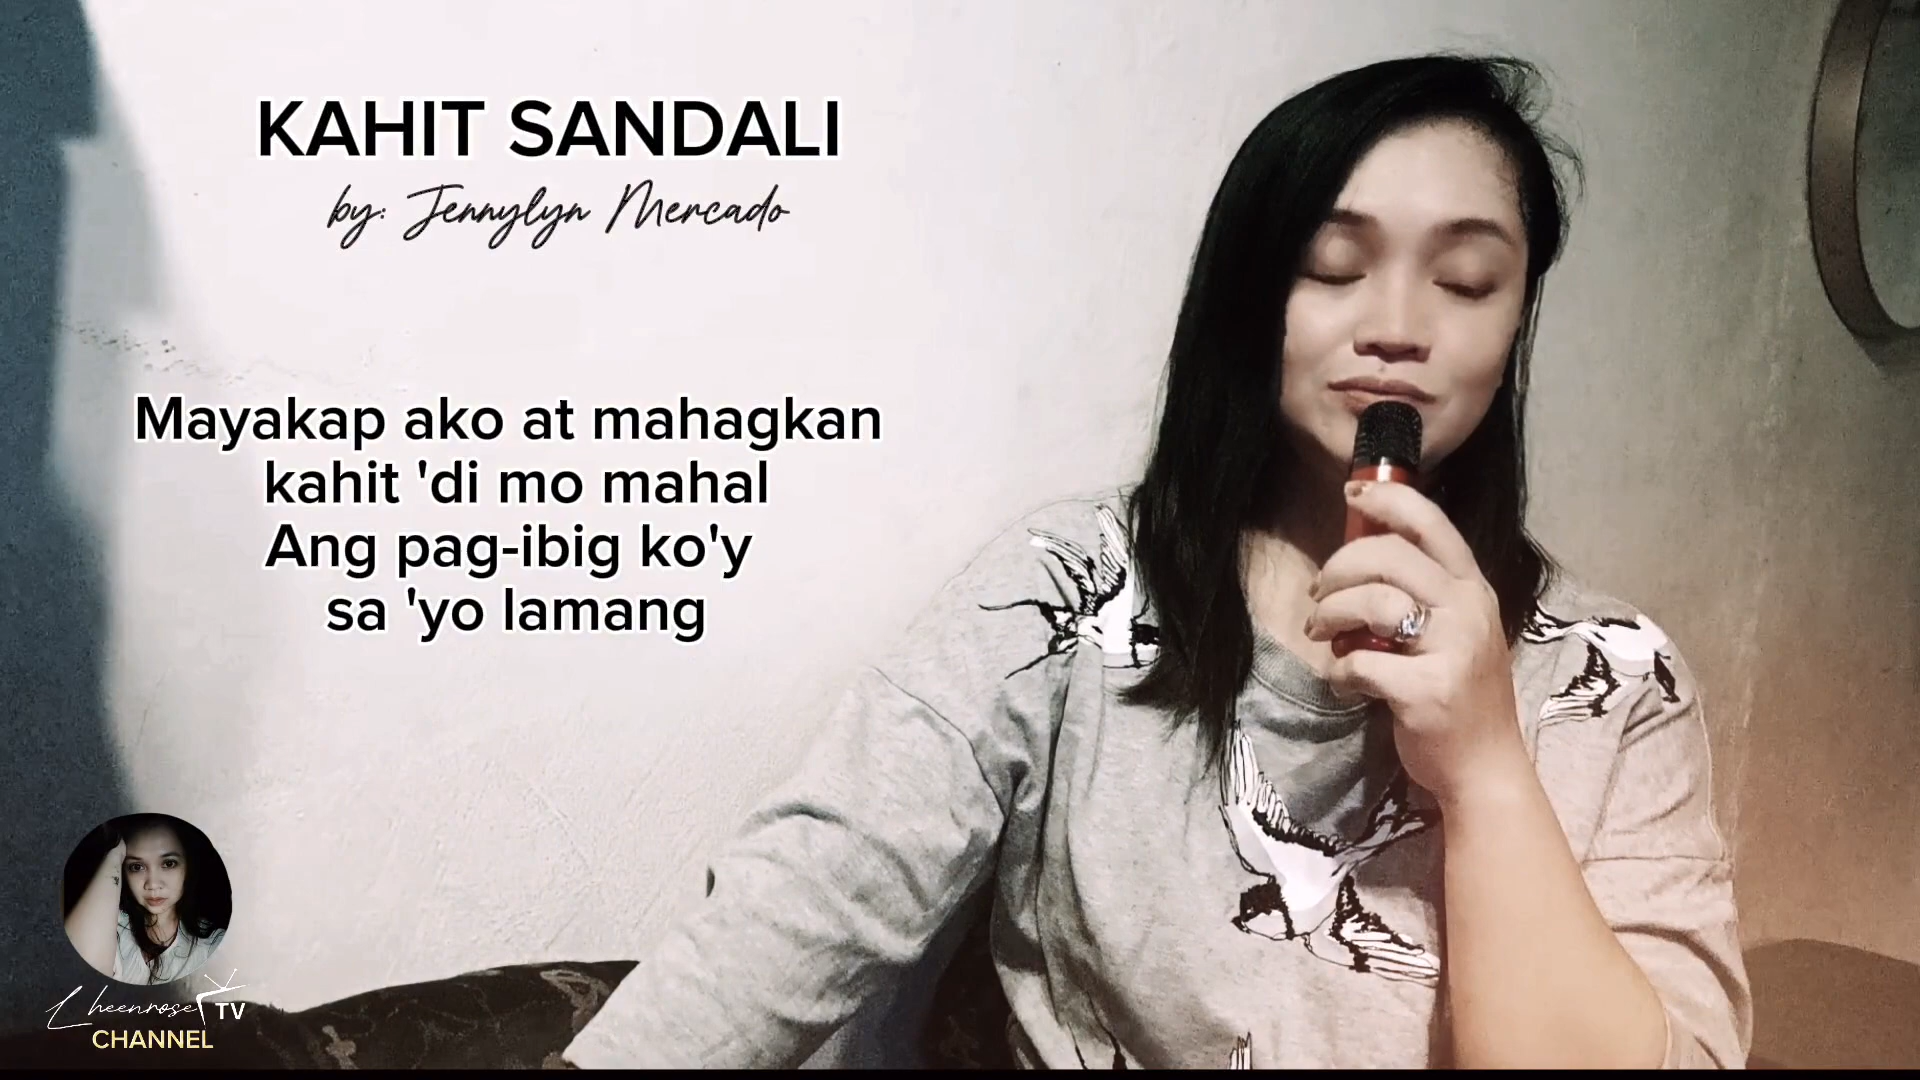 KAHIT SANDALI
by: Jennylyn Mercado
Mayakap ako at mahagkan
kahit 'di mo mahal
Ang pag-ibig ko'y
sa 'yo lamang
Lheenrose TV
CHANNEL